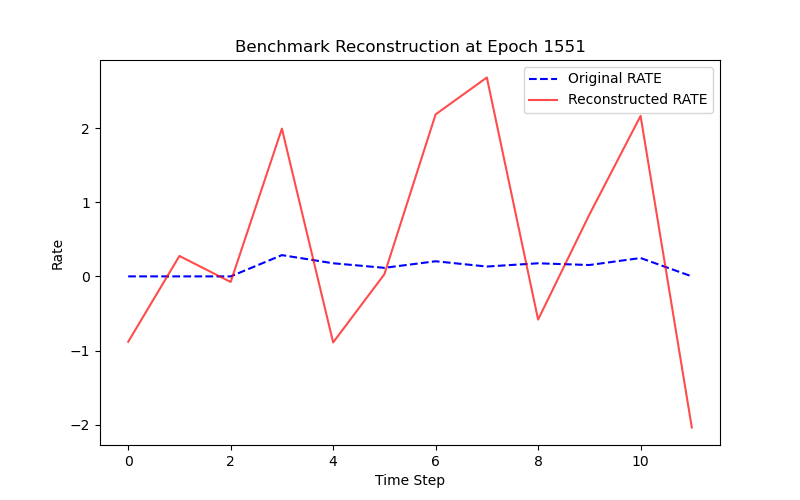 Benchmark Reconstruction at Epoch 1551
Original RATE
Reconstructed RATE
Rate
2
1
0
−1
−2
0 2 4 6 8 10
Time Step